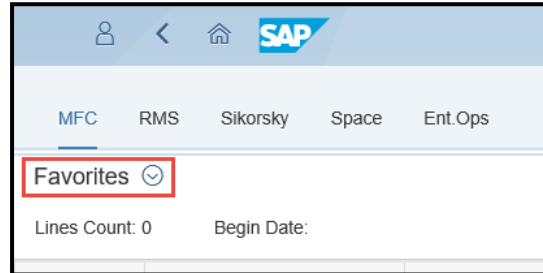 SAP
MFC RMS Sikorsky Space Ent.Ops
Favorites
Lines Count: 0 Begin Date: